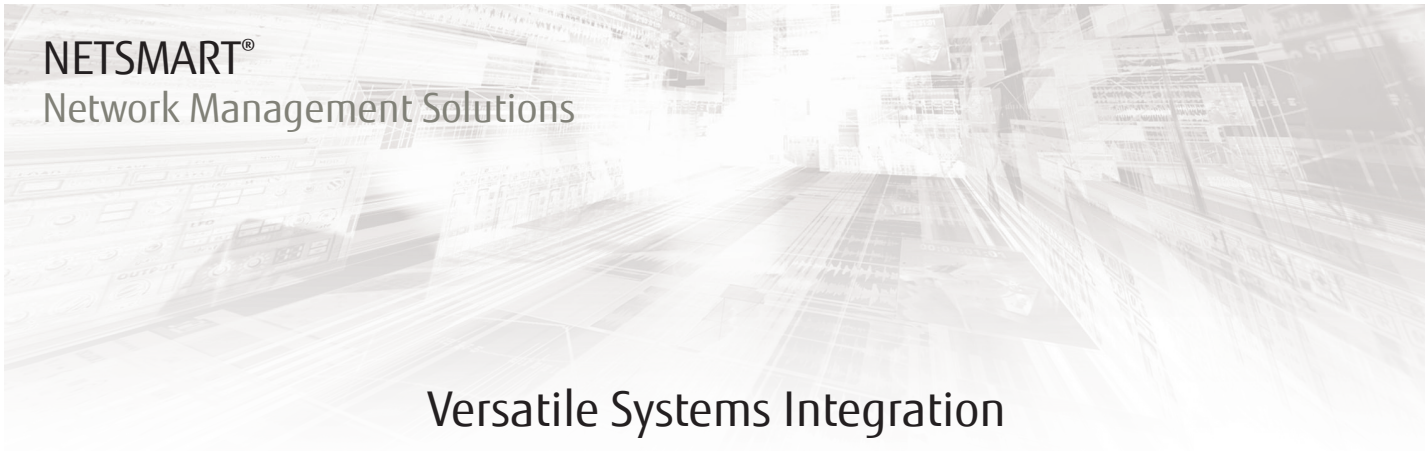 NETSMART®
Network Management Solutions
Versatile Systems Integration